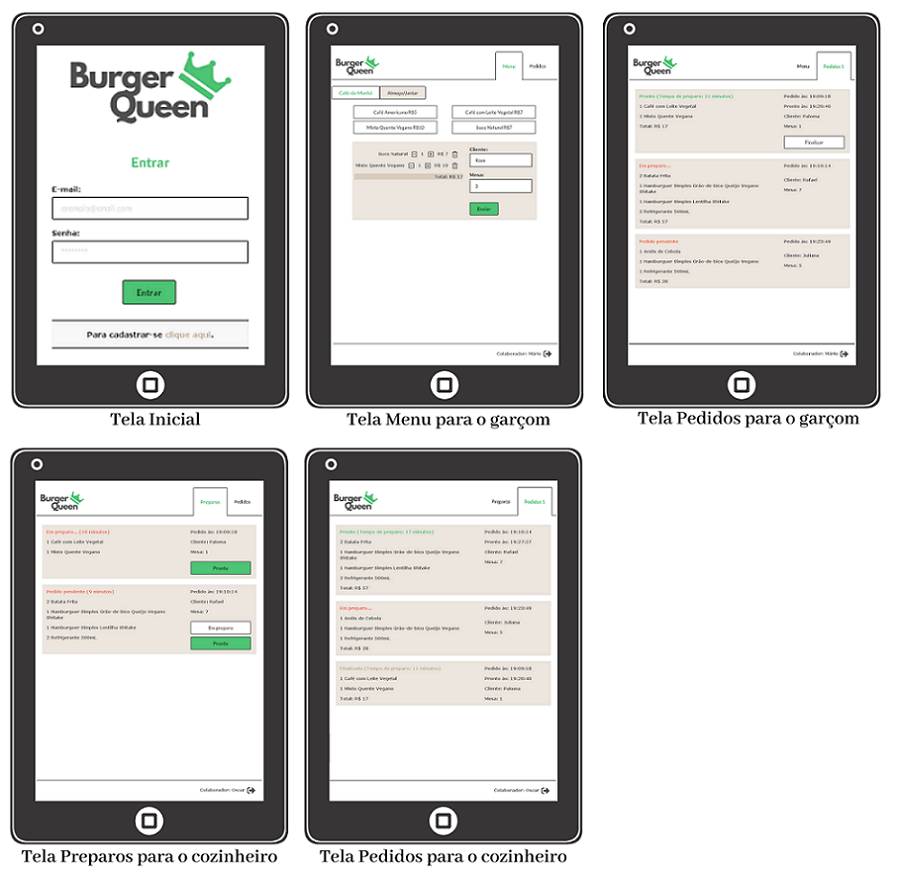 Burger
Queen
Entrar
E-mail:
exemplo@email.com
Senha:
********
Entrar
Para cadastrar-se clique aqui.
Tela Inicial
Burger
Queen
Menu
Pedidos
Café da Manhã
Almoço/Jantar
Café Americano R$5
Café com Leite Vegetal R$7
Misto Quente Vegano R$10
Suco Natural R$7
Suco Natural 1 R$ 7
Misto Quente Vegano 1 R$ 10
Total: R$ 17
Cliente:
Mesa:
3
Enviar
Colaborador: Mário
Tela Menu para o garçom
Burger
Queen
Menu
Pedidos 1
Pronto (Tempo de preparo: 11 minutos)
1 Café com Leite Vegetal
1 Misto Quente Vegano
Total: R$ 17
Pedido às: 19:09:18
Pronto às: 19:20:40
Cliente: Paloma
Mesa: 1
Finalizar
Em preparo...
2 Batata Frita
1 Hamburguer Simples Grão-de-bico Queijo Vegano
Shitake
1 Hamburguer Simples Lentilha Shitake
2 Refrigerante 500mL
Total: R$ 57
Pedido às: 19:10:14
Cliente: Rafael
Mesa: 7
Pedido pendente
1 Anéis de Cebola
1 Hamburguer Simples Grão-de-bico Queijo Vegano
1 Refrigerante 500mL
Total: R$ 28
Pedido às: 19:23:49
Cliente: Juliana
Mesa: 5
Colaborador: Mário
Tela Pedidos para o garçom
Burger
Queen
Preparos
Pedidos
Em preparo... (10 minutos)
1 Café com Leite Vegetal
1 Misto Quente Vegano
Pedido às: 19:09:18
Cliente: Paloma
Mesa: 1
Pronto
Pedido pendente (9 minutos)
2 Batata Frita
1 Hamburguer Simples Grão-de-bico Queijo Vegano
Shitake
1 Hamburguer Simples Lentilha Shitake
2 Refrigerante 500mL
Pedido às: 19:10:14
Cliente: Rafael
Mesa: 7
Em preparo
Pronto
Colaborador: Oscar
Tela Preparos para o cozinheiro
Burger
Queen
Preparos
Pedidos 1
Pronto (Tempo de preparo: 17 minutos)
2 Batata Frita
1 Hamburguer Simples Grão-de-bico Queijo Vegano
Shitake
1 Hamburguer Simples Lentilha Shitake
2 Refrigerante 500mL
Total: R$ 57
Pedido às: 19:10:14
Pronto às: 19:27:27
Cliente: Rafael
Mesa: 7
Em preparo...
1 Anéis de Cebola
1 Hamburguer Simples Grão-de-bico Queijo Vegano
1 Refrigerante 500mL
Total: R$ 28
Pedido às: 19:23:49
Cliente: Juliana
Mesa: 5
Finalizado (Tempo de preparo: 11 minutos)
1 Café com Leite Vegetal
1 Misto Quente Vegano
Total: R$ 17
Pedido às: 19:09:18
Pronto às: 19:20:40
Cliente: Paloma
Mesa: 1
Colaborador: Oscar
Tela Pedidos para o cozinheiro